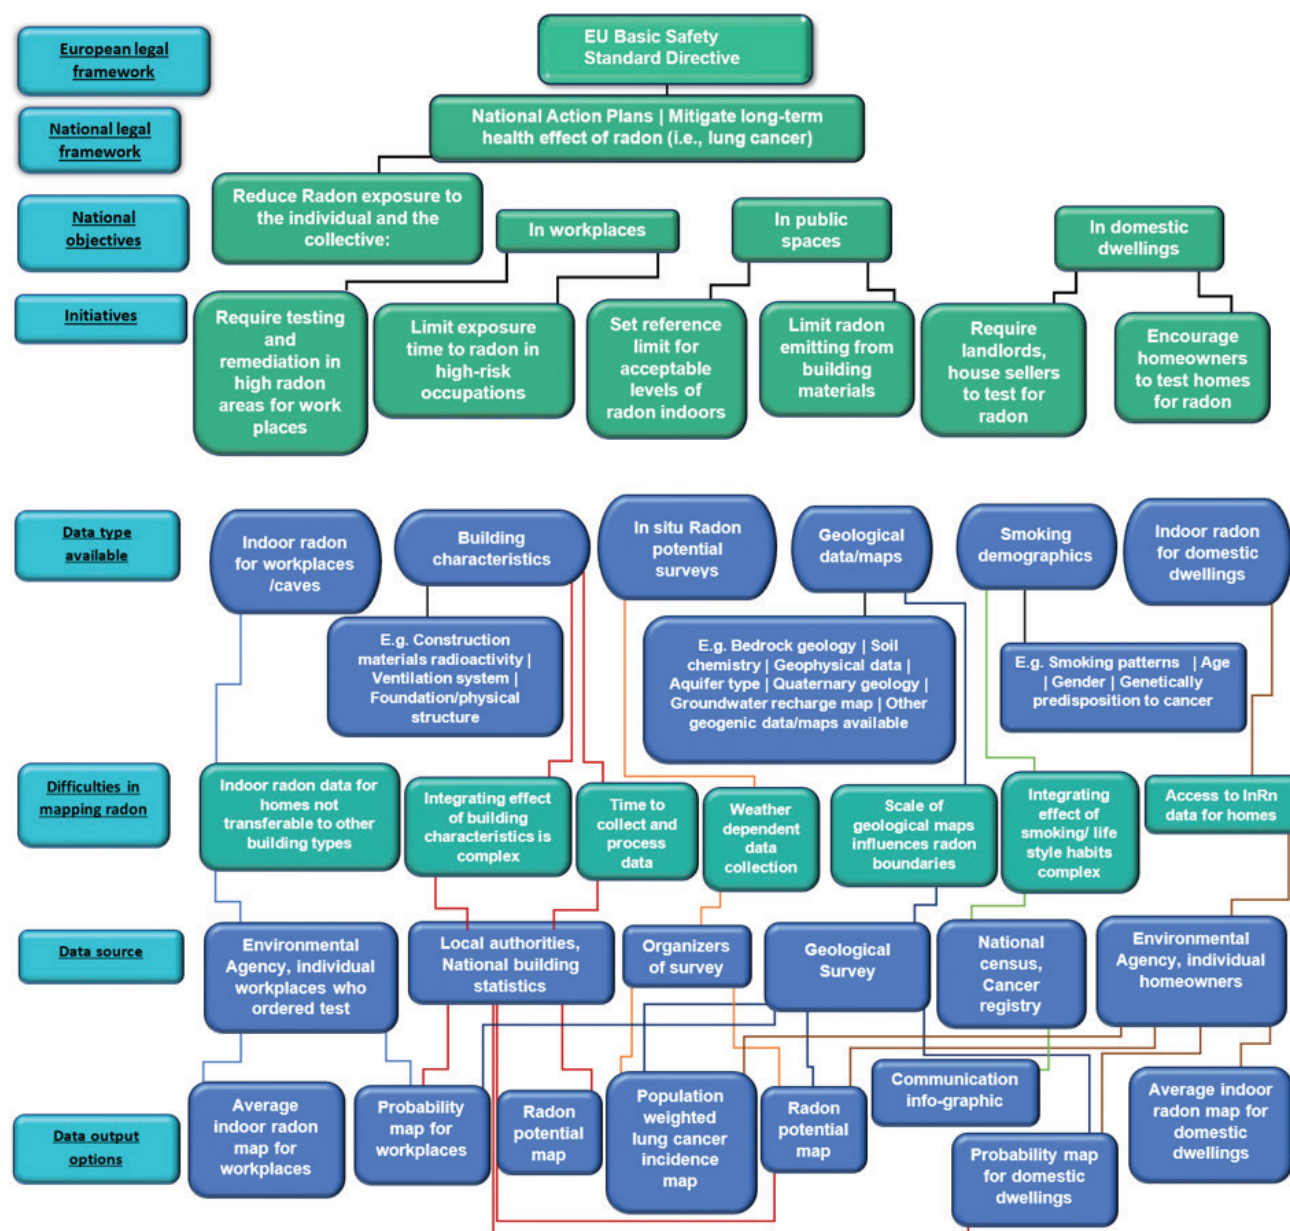 European legal
framework
EU Basic Safety
Standard Directive
National legal
framework
National Action Plans | Mitigate long-term
health effect of radon (i.e., lung cancer)
National
objectives
Reduce Radon exposure to
the individual and the
collective:
In workplaces
In public
spaces
In domestic
dwellings
Initiatives
Require testing
and
remediation in
high radon
areas for work
places
Limit exposure
time to radon in
high-risk
occupations
Set reference
limit for
acceptable
levels of
radon indoors
Limit radon
emitting from
building
materials
Require
landlords,
house sellers
to test for
radon
Encourage
homeowners
to test homes
for radon
Data type
available
Indoor radon
for workplaces
/caves
Building
characteristics
In situ Radon
potential
surveys
Geological
data/maps
Smoking
demographics
Indoor radon
for domestic
dwellings
E.g. Construction
materials radioactivity |
Ventilation system |
Foundation/physical
structure
E.g. Bedrock geology | Soil
chemistry | Geophysical data |
Aquifer type | Quaternary geology |
Groundwater recharge map | Other
geogenic data/maps available
E.g. Smoking patterns | Age
| Gender | Genetically
predisposition to cancer
Difficulties in
mapping radon
Indoor radon data for
homes not
transferable to other
building types
Integrating effect
of building
characteristics is
complex
Time to
collect and
process
data
Weather
dependent
data
collection
Scale of
geological maps
influences radon
boundaries
Integrating
effect of
smoking/ life
style habits
complex
Access to InRn
data for homes
Data source
Environmental
Agency, individual
workplaces who
ordered test
Local authorities,
National building
statistics
Organizers
of survey
Geological
Survey
National
census,
Cancer
registry
Environmental
Agency, individual
homeowners
Data output
options
Average
indoor radon
map for
workplaces
Probability
map for
workplaces
Radon
potential
map
Population
weighted
lung cancer
incidence
map
Radon
potential
map
Communication
info-graphic
Probability map
for domestic
dwellings
Average indoor
radon map for
domestic
dwellings